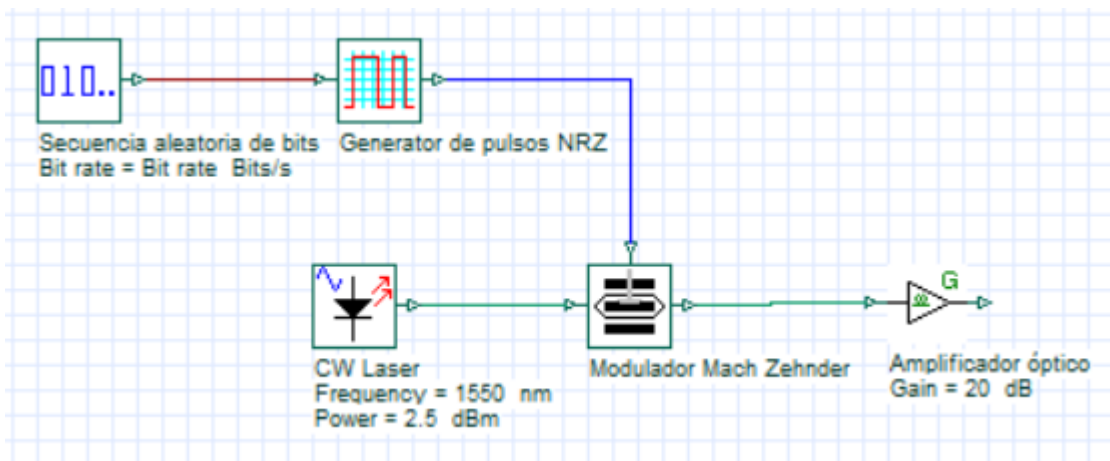 010..
Secuencia aleatoria de bits
Bit rate = Bit rate Bits/s
Generator de pulsos NRZ
CW Laser
Frequency = 1550 nm
Power = 2.5 dBm
Modulador Mach Zehnder
G
Amplificador óptico
Gain = 20 dB